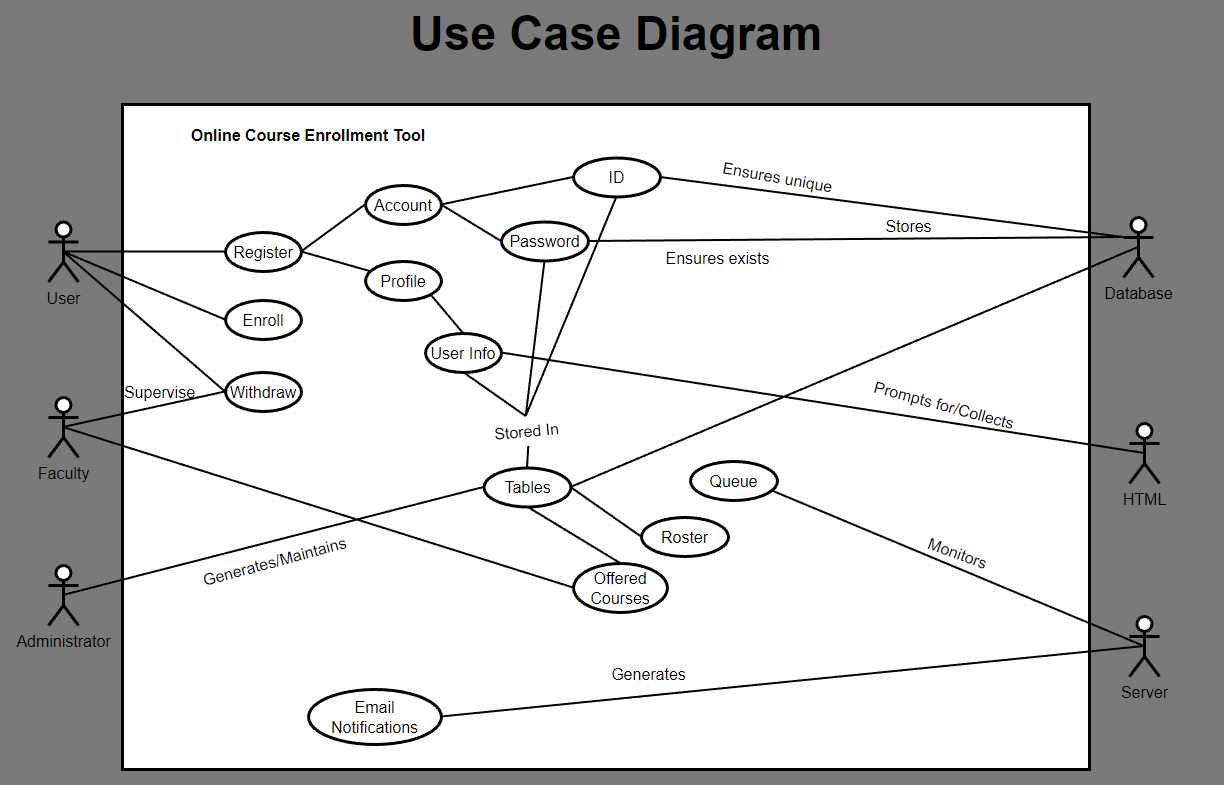 Use Case Diagram
Online Course Enrollment Tool
ID
Ensures unique
Account
Stores
Password
Register
Ensures exists
Profile
User
Database
Enroll
User Info
Supervise
Withdraw
Prompts for/Collects
Stored In
Faculty
Tables
Queue
HTML
Roster
Generates/Maintains
Monitors
Offered
Courses
Administrator
Generates
Server
Email
Notifications